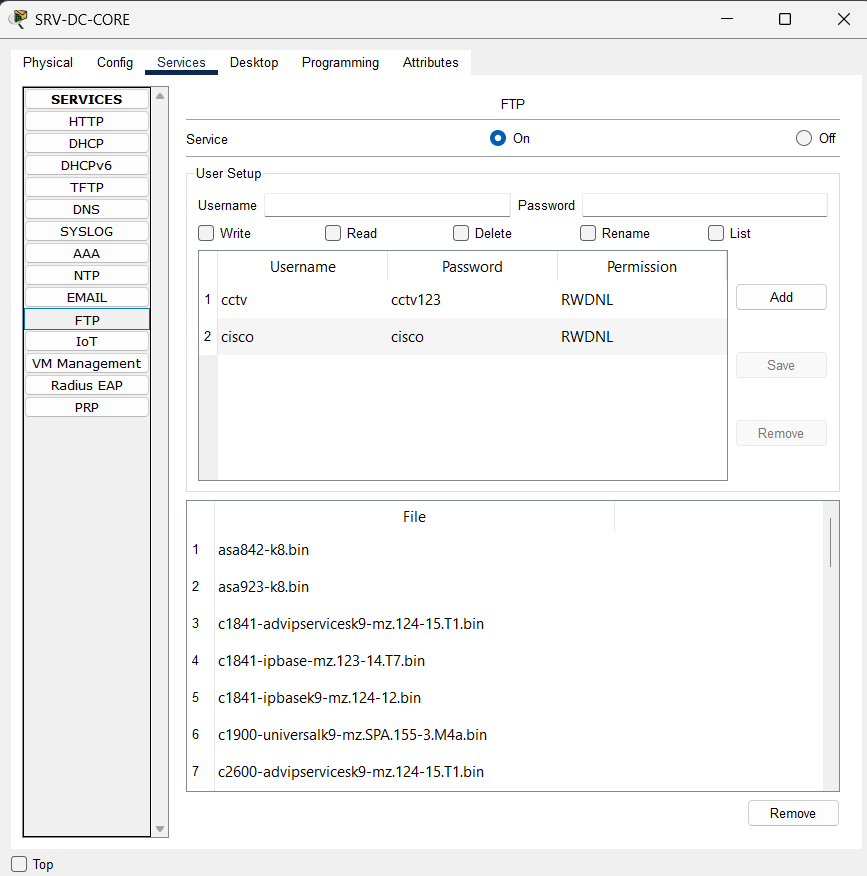 SRV-DC-CORE
Physical Config Services Desktop Programming Attributes
SERVICES
HTTP
DHCP
DHCPv6
TFTP
DNS
SYSLOG
AAA
NTP
EMAIL
FTP
IoT
VM Management
Radius EAP
PRP
FTP
Service On Off
User Setup
Username Password
Write Read Delete Rename List
Username Password Permission
1 cctv cctv123 RWDNL
2 cisco cisco RWDNL
Add
Save
Remove
File
1 asa842-k8.bin
2 asa923-k8.bin
3 c1841-advipservicesk9-mz.124-15.T1.bin
4 c1841-ipbase-mz.123-14.T7.bin
5 c1841-ipbasek9-mz.124-12.bin
6 c1900-universalk9-mz.SPA.155-3.M4a.bin
7 c2600-advipservicesk9-mz.124-15.T1.bin
Remove
Top